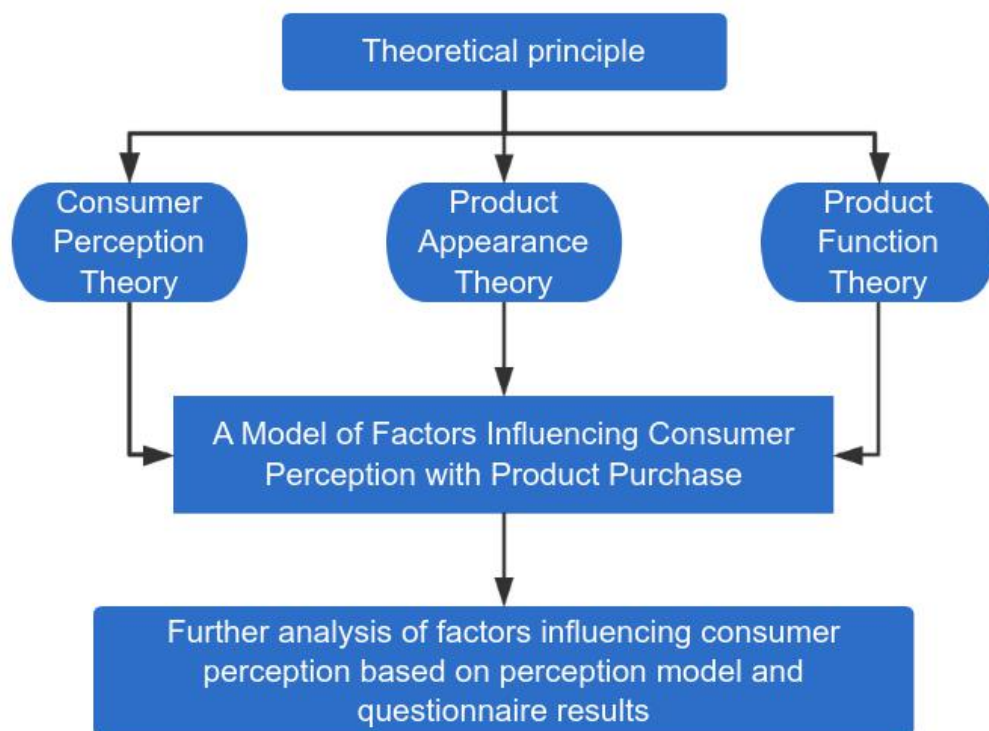 Theoretical principle
Consumer
Perception
Theory
Product
Appearance
Theory
Product
Function
Theory
A Model of Factors Influencing Consumer
Perception with Product Purchase
Further analysis of factors influencing consumer
perception based on perception model and
questionnaire results